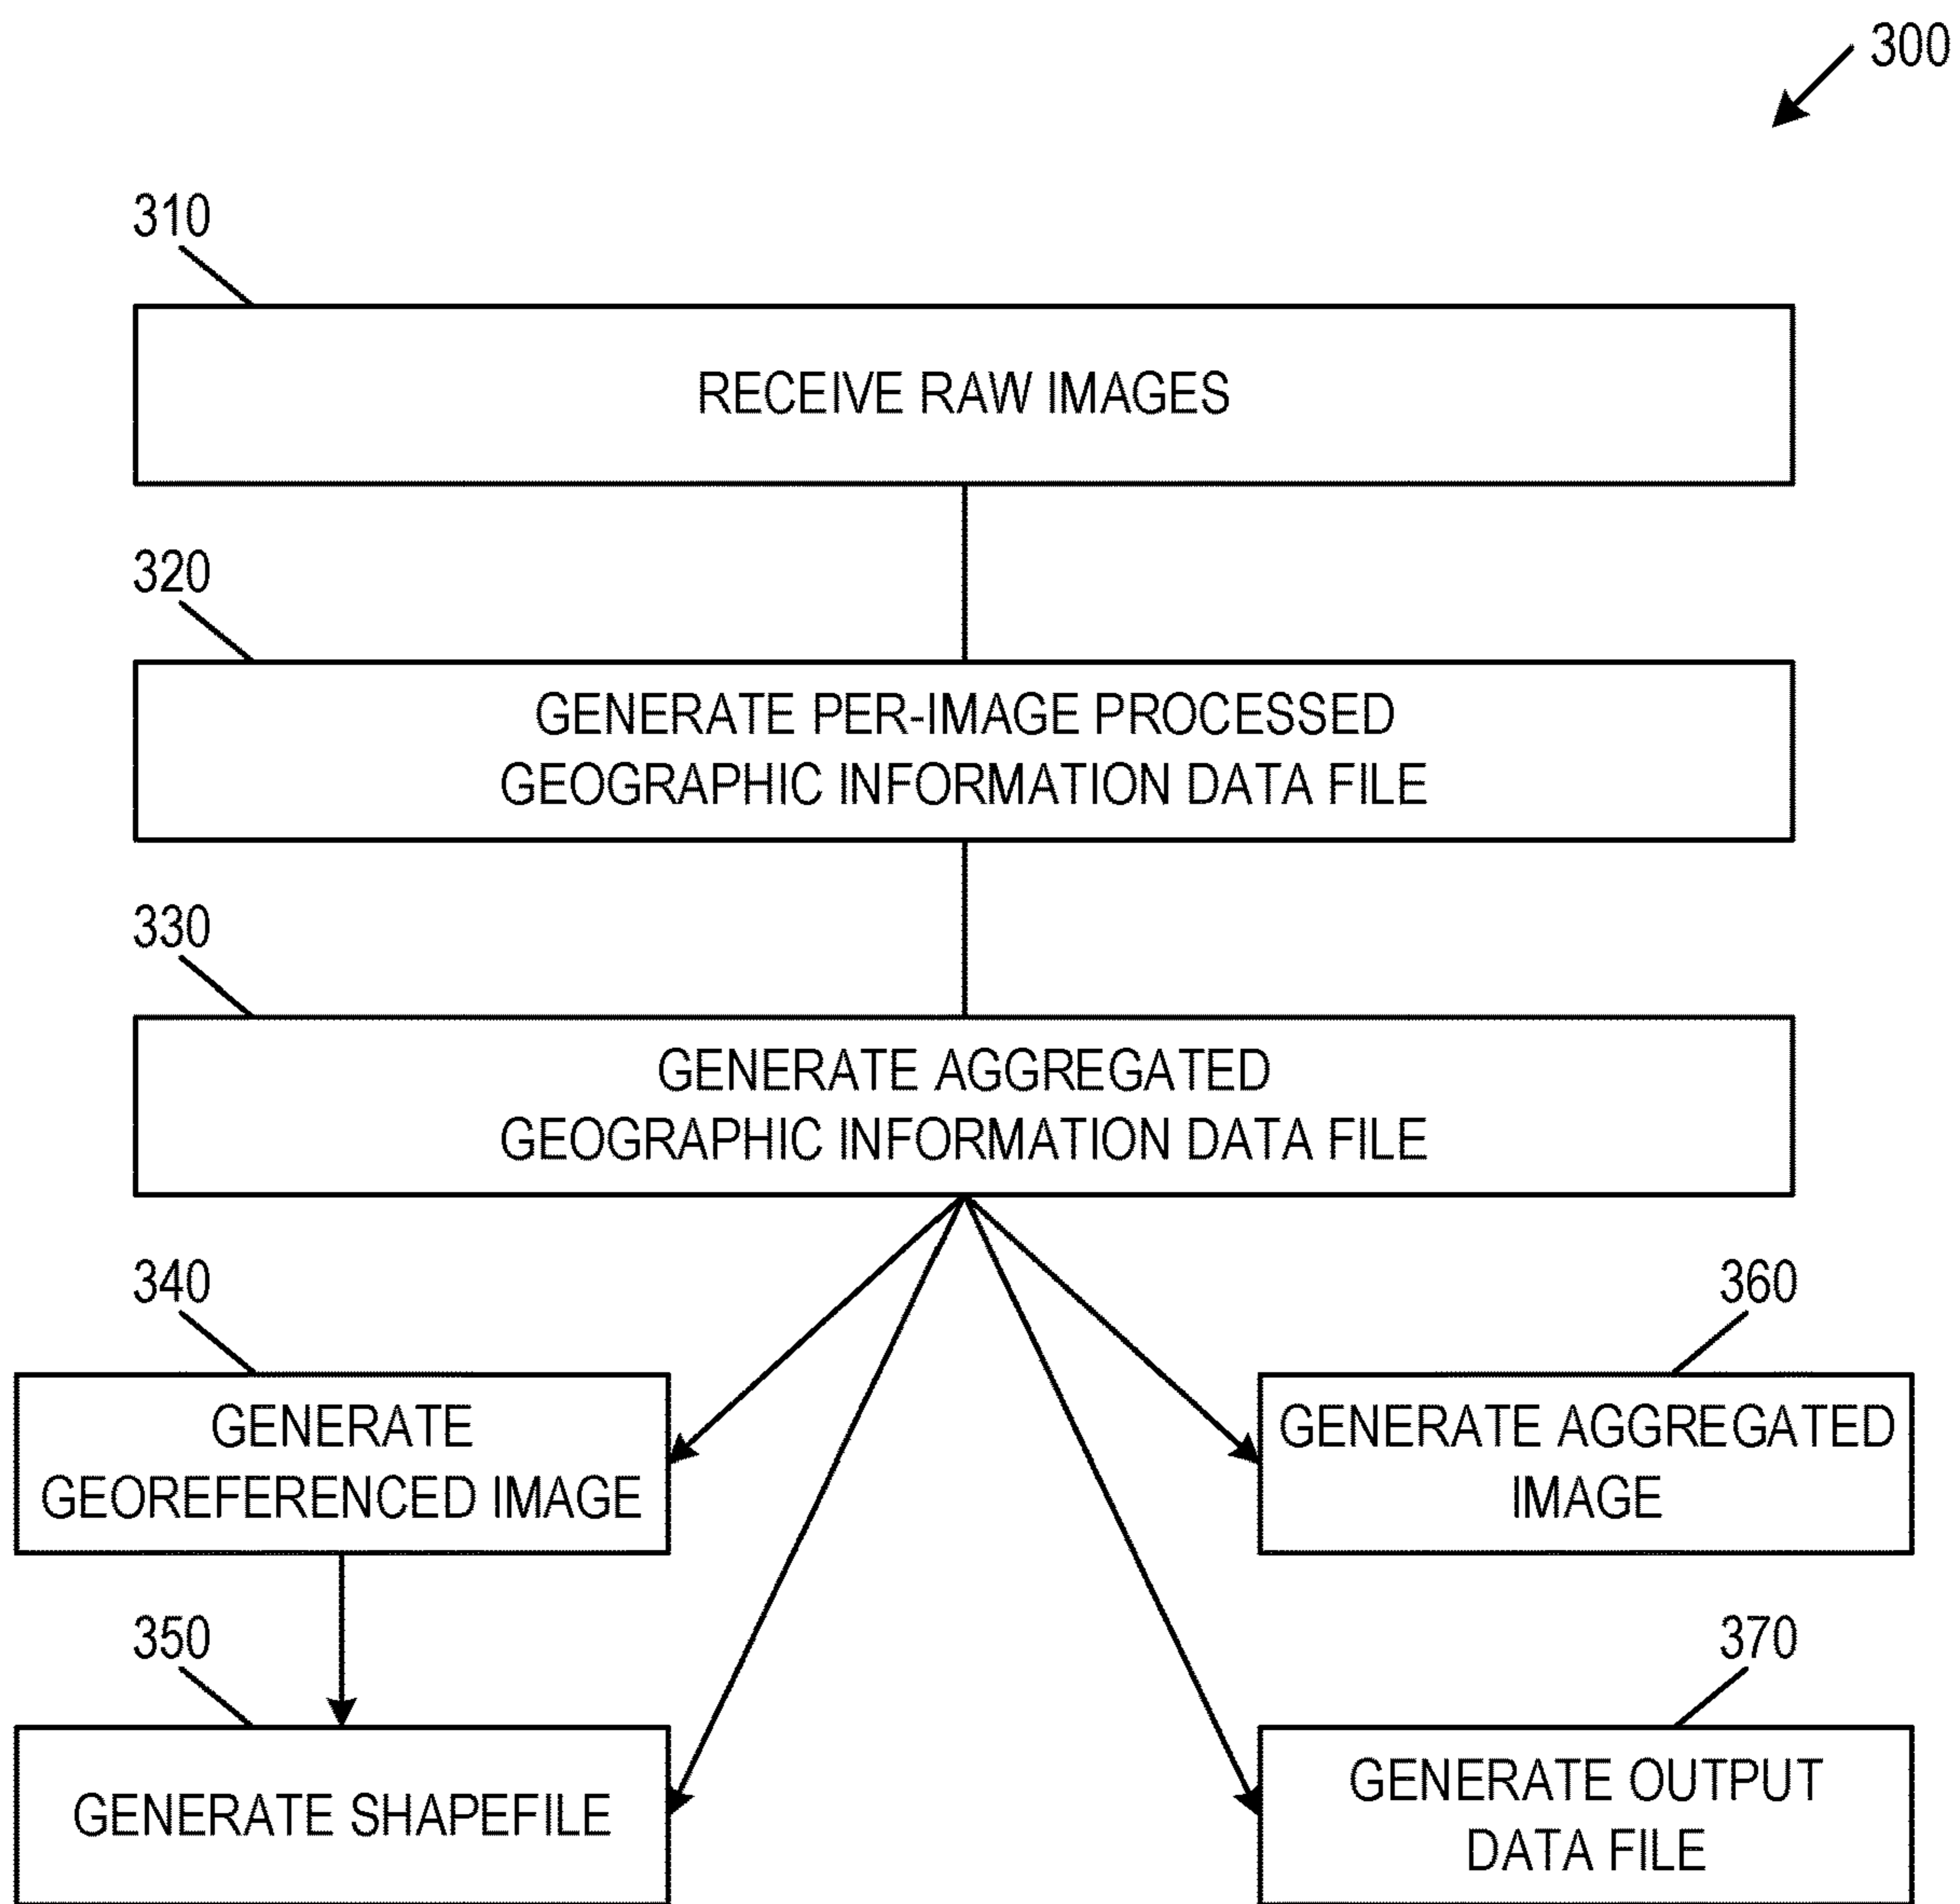 300
310
RECEIVE RAW IMAGES
320
GENERATE PER-IMAGE PROCESSED
GEOGRAPHIC INFORMATION DATA FILE
330
GENERATE AGGREGATED
GEOGRAPHIC INFORMATION DATA FILE
340
GENERATE
GEOREFERENCED IMAGE
360
GENERATE AGGREGATED
IMAGE
350
GENERATE SHAPEFILE
370
GENERATE OUTPUT
DATA FILE